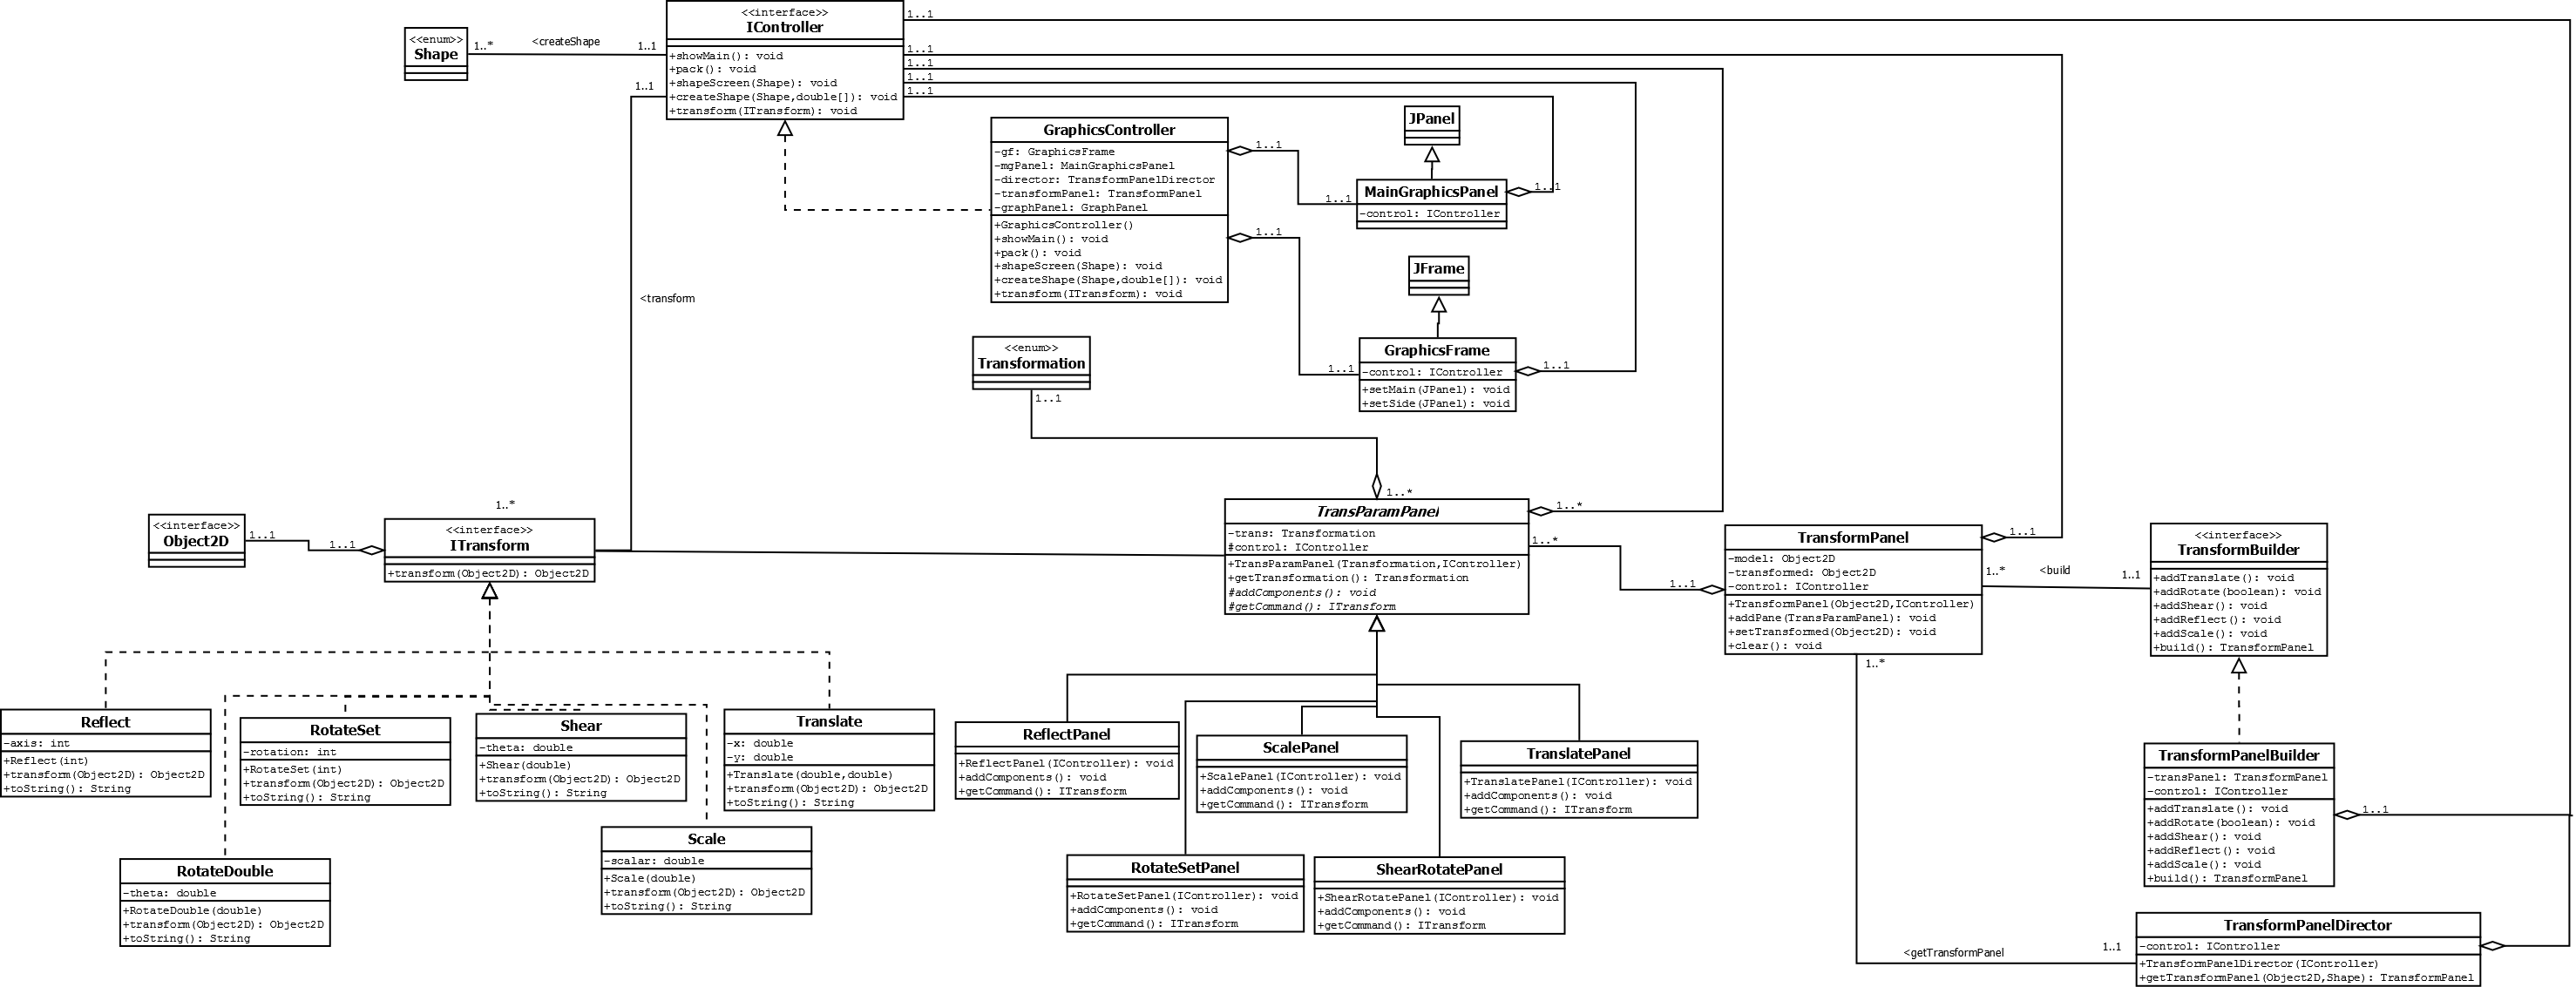 <<interface>>
IController
+showMain(): void
+pack(): void
+shapeScreen(Shape): void
+createShape(Shape,double[]): void
+transform(ITransform): void
1..1
1..1
1..1
1..1
1..1
<<enum>>
Shape
1..*
<createShape
1..1
1..1
<transform
GraphicsController
-gf: GraphicsFrame
-mgPanel: MainGraphicsPanel
-director: TransformPanelDirector
-transformPanel: TransformPanel
-graphPanel: GraphPanel
+GraphicsController()
+showMain(): void
+pack(): void
+shapeScreen(Shape): void
+createShape(Shape,double[]): void
+transform(ITransform): void
1..1
1..1
JPanel
MainGraphicsPanel
-control: IController
1..1
1..1
JFrame
GraphicsFrame
-control: IController
+setMain(JPanel): void
+setSide(JPanel): void
1..1
1..1
<<enum>>
Transformation
1..1
1..*
TransParamPanel
-trans: Transformation
#control: IController
+TransParamPanel(Transformation,IController)
+getTransformation(): Transformation
#addComponents(): void
#getCommand(): ITransform
1..*
1..*
1..1
<<interface>>
Object2D
1..1
1..1
1..*
<<interface>>
ITransform
+transform(Object2D): Object2D
TransformPanel
-model: Object2D
-transformed: Object2D
-control: IController
+TransformPanel(Object2D,IController)
+addPane(TransParamPanel): void
+setTransformed(Object2D): void
+clear(): void
1..1
1..*
<build
1..1
1..*
<<interface>>
TransformBuilder
+addTranslate(): void
+addRotate(boolean): void
+addShear(): void
+addReflect(): void
+addScale(): void
+build(): TransformPanel
Reflect
-axis: int
+Reflect(int)
+transform(Object2D): Object2D
+toString(): String
RotateSet
-rotation: int
+RotateSet(int)
+transform(Object2D): Object2D
+toString(): String
Shear
-theta: double
+Shear(double)
+transform(Object2D): Object2D
+toString(): String
Translate
-x: double
-y: double
+Translate(double,double)
+transform(Object2D): Object2D
+toString(): String
RotateDouble
-theta: double
+RotateDouble(double)
+transform(Object2D): Object2D
+toString(): String
Scale
-scalar: double
+Scale(double)
+transform(Object2D): Object2D
+toString(): String
ReflectPanel
+ReflectPanel(IController): void
+addComponents(): void
+getCommand(): ITransform
ScalePanel
+ScalePanel(IController): void
+addComponents(): void
+getCommand(): ITransform
TranslatePanel
+TranslatePanel(IController): void
+addComponents(): void
+getCommand(): ITransform
RotateSetPanel
+RotateSetPanel(IController): void
+addComponents(): void
+getCommand(): ITransform
ShearRotatePanel
+ShearRotatePanel(IController): void
+addComponents(): void
+getCommand(): ITransform
TransformPanelBuilder
-transPanel: TransformPanel
-control: IController
+addTranslate(): void
+addRotate(boolean): void
+addShear(): void
+addReflect(): void
+addScale(): void
+build(): TransformPanel
1..1
<getTransformPanel
1..1
TransformPanelDirector
-control: IController
+TransformPanelDirector(IController)
+getTransformPanel(Object2D,Shape): TransformPanel